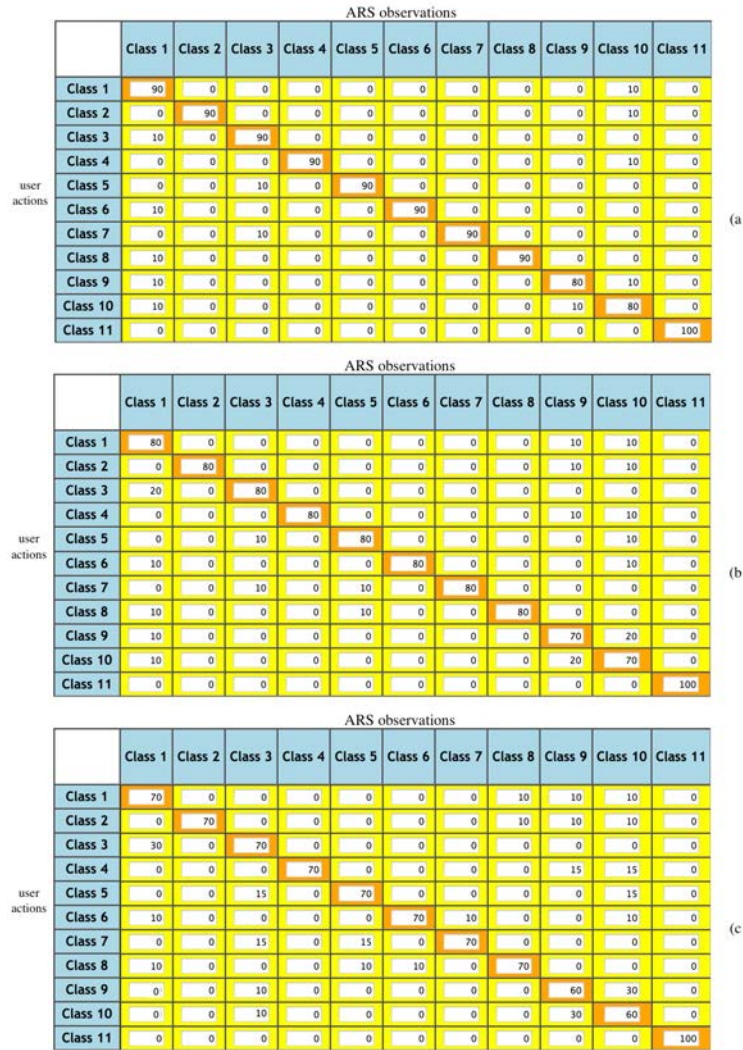 ARS observations
Class 1 Class 2 Class 3 Class 4 Class 5 Class 6 Class 7 Class 8 Class 9 Class 10 Class 11
Class 1 90 0 0 0 0 0 0 0 0 10 0
Class 2 0 90 0 0 0 0 0 0 0 10 0
Class 3 10 0 90 0 0 0 0 0 0 0 0
Class 4 0 0 0 90 0 0 0 0 0 10 0
user actions
Class 5 0 0 10 0 90 0 0 0 0 0 0
Class 6 10 0 0 0 0 90 0 0 0 0 0
(a
Class 7 0 0 10 0 0 0 90 0 0 0 0
Class 8 10 0 0 0 0 0 0 90 0 0 0
Class 9 10 0 0 0 0 0 0 0 80 10 0
Class 10 10 0 0 0 0 0 0 0 10 80 0
Class 11 0 0 0 0 0 0 0 0 0 0 100
ARS observations
Class 1 Class 2 Class 3 Class 4 Class 5 Class 6 Class 7 Class 8 Class 9 Class 10 Class 11
Class 1 80 0 0 0 0 0 0 0 10 10 0
Class 2 0 80 0 0 0 0 0 0 10 10 0
Class 3 20 0 80 0 0 0 0 0 0 0 0
Class 4 0 0 0 80 0 0 0 0 10 10 0
user actions
Class 5 0 0 10 0 80 0 0 0 0 10 0
Class 6 10 0 0 0 0 80 0 0 0 10 0
(b
Class 7 0 0 10 0 10 0 80 0 0 0 0
Class 8 10 0 0 0 10 0 0 80 0 0 0
Class 9 10 0 0 0 0 0 0 0 70 20 0
Class 10 10 0 0 0 0 0 0 0 20 70 0
Class 11 0 0 0 0 0 0 0 0 0 0 100
ARS observations
Class 1 Class 2 Class 3 Class 4 Class 5 Class 6 Class 7 Class 8 Class 9 Class 10 Class 11
Class 1 70 0 0 0 0 0 0 10 10 10 0
Class 2 0 70 0 0 0 0 0 10 10 10 0
Class 3 30 0 70 0 0 0 0 0 0 0 0
Class 4 0 0 0 70 0 0 0 0 15 15 0
user actions
Class 5 0 0 15 0 70 0 0 0 0 15 0
Class 6 10 0 0 0 0 70 10 0 0 10 0
(c
Class 7 0 0 15 0 15 0 70 0 0 0 0
Class 8 10 0 0 0 10 10 0 70 0 0 0
Class 9 0 0 10 0 0 0 0 0 60 30 0
Class 10 0 0 10 0 0 0 0 0 30 60 0
Class 11 0 0 0 0 0 0 0 0 0 0 100